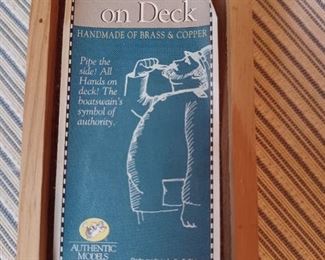 on Deck
HANDMADE OF BRASS & COPPER
Pipe the
side! All
Hands on
deck! The
boatswain's
symbol of
authority.
AUTHENTIC
MODELS